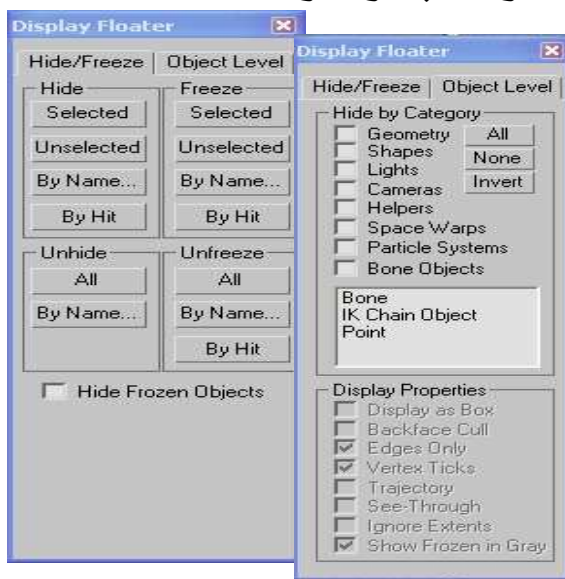 Display Floater
Hide/Freeze Object Level
Hide Freeze
Selected Selected
Unselected Unselected
By Name... By Name...
By Hit By Hit
Unhide Unfreeze
All All
By Name... By Name...
By Hit
Hide Frozen Objects
Display Floater
Hide/Freeze Object Level
Hide by Category
Geometry All
Shapes
Lights None
Cameras Invert
Helpers
Space Warps
Particle Systems
Bone Objects
Bone
IK Chain Object
Point
Display Properties
Display as Box
Backface Cull
Edges Only
Vertex Ticks
Trajectory
See-Through
Ignore Extents
Show Frozen in Gray